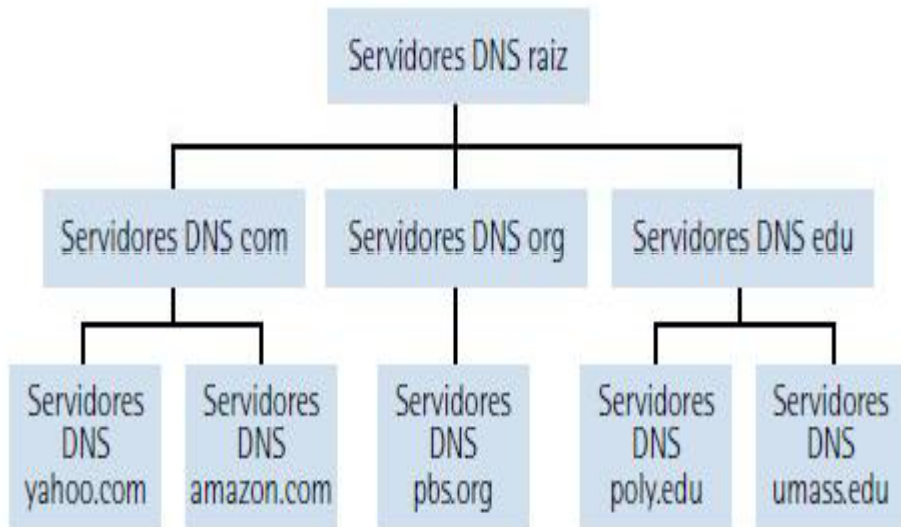 Servidores DNS raiz
Servidores DNS com
Servidores DNS org
Servidores DNS edu
Servidores
DNS
yahoo.com
Servidores
DNS
amazon.com
Servidores
DNS
pbs.org
Servidores
DNS
poly.edu
Servidores
DNS
umass.edu